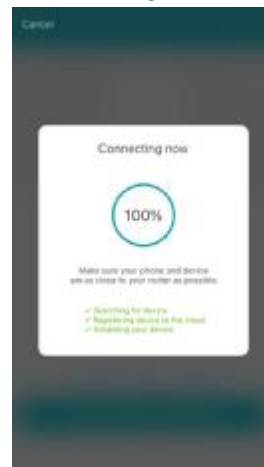 Cancel
Connecting now
100%
Make sure your phone and device
are as close to your router as possible.
✓ Searching for device
✓ Registering device to the cloud
✓ Initializing your device